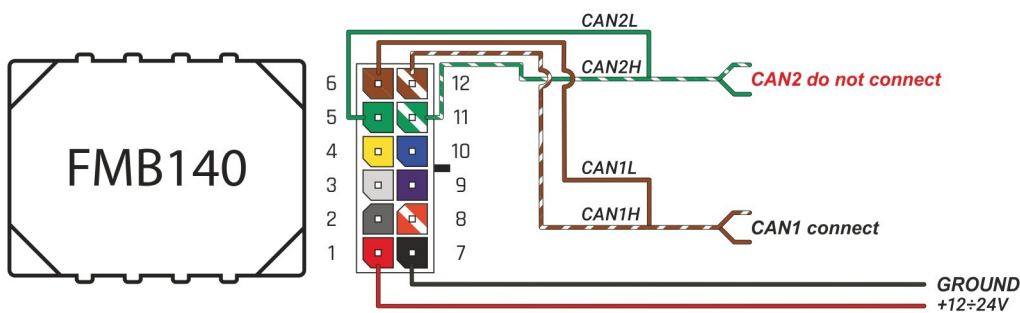 CAN2L
CAN2H
CAN2 do not connect
FMB140
6 12
5 11
4 10
3 9
2 8
1 7
CAN1L
CAN1H
CAN1 connect
GROUND
+12÷24V